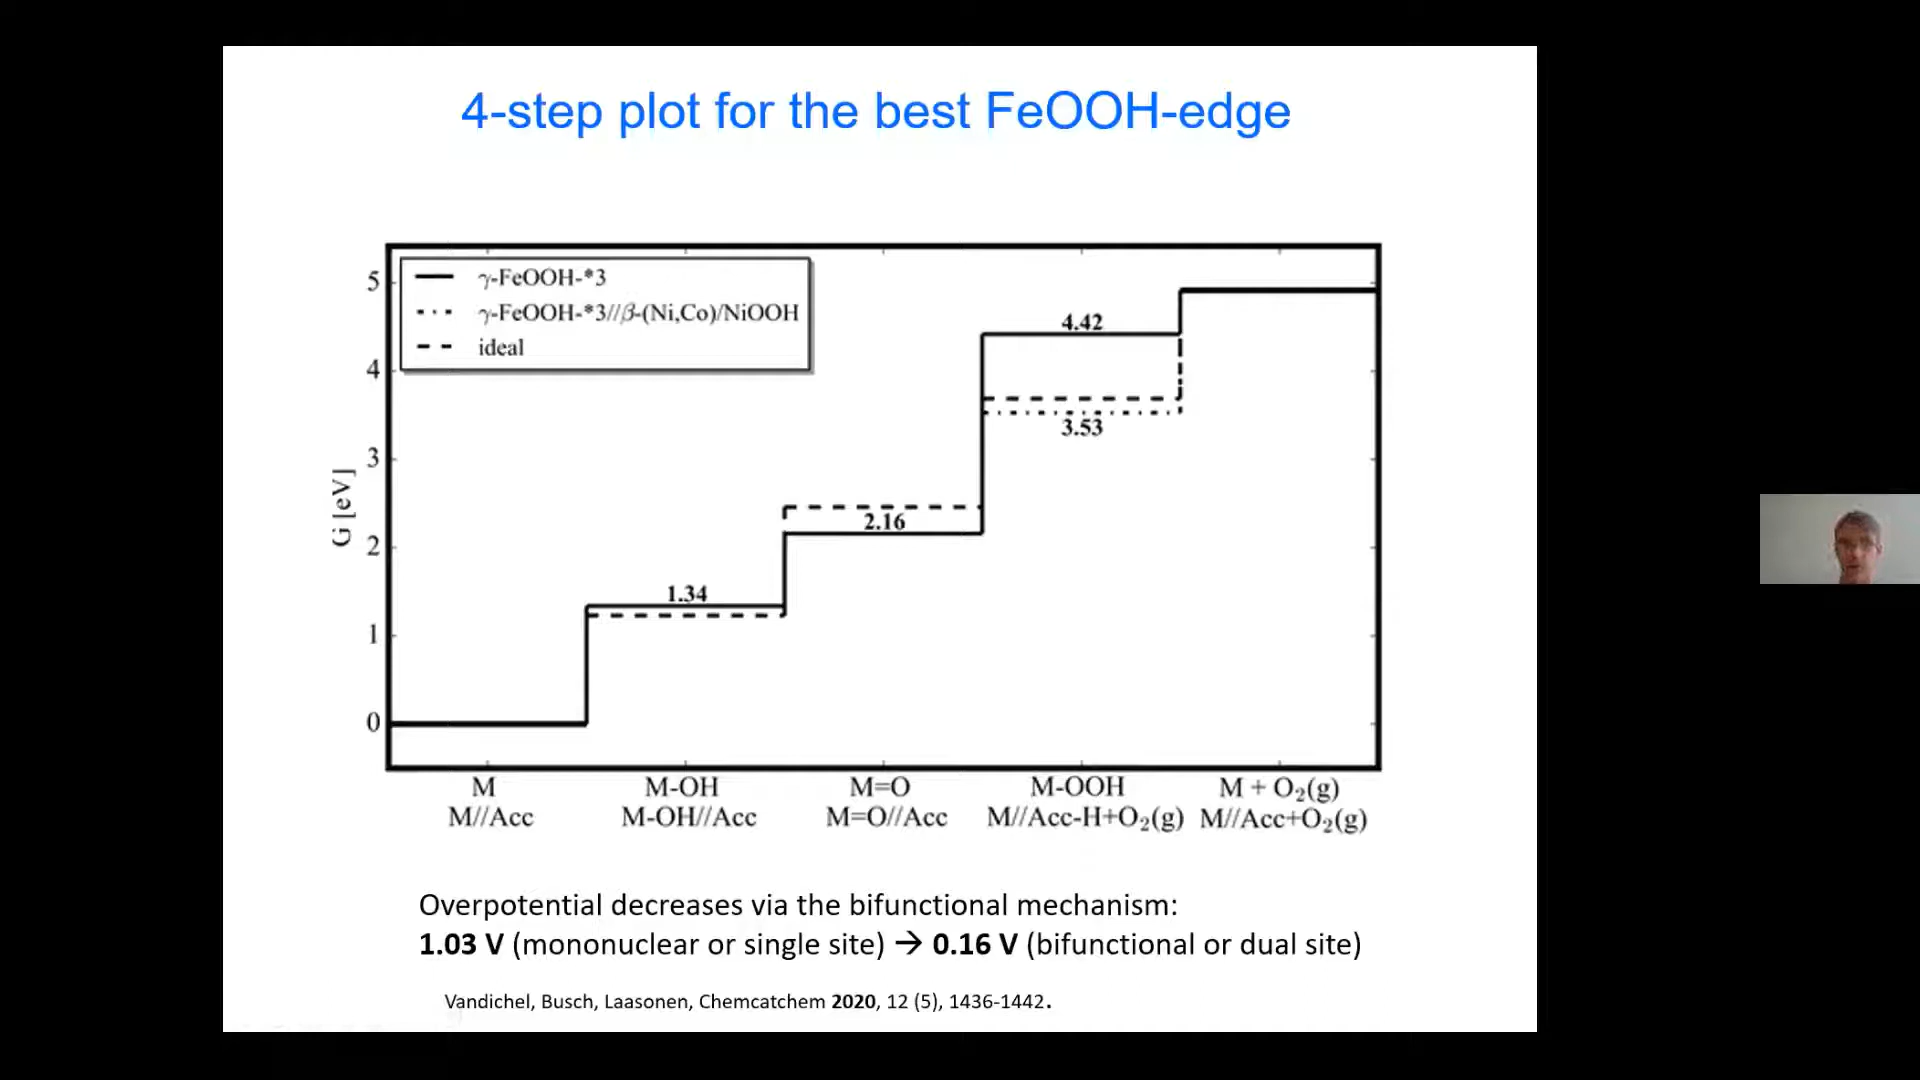 4-step plot for the best FeOOH-edge
γ-FeOOH-*3
γ-FeOOH-*3//β-(Ni,Co)/NiOOH
ideal
5
4
3
2
1
0
G [eV]
4.42
3.53
2.16
1.34
M M-OH M=O M-OOH M + O₂(g)
M//Acc M-OH//Acc M=O//Acc M//Acc-H+O₂(g) M//Acc+O₂(g)
Overpotential decreases via the bifunctional mechanism:
1.03 V (mononuclear or single site) → 0.16 V (bifunctional or dual site)
Vandichel, Busch, Laasonen, Chemcatchem 2020, 12 (5), 1436-1442.